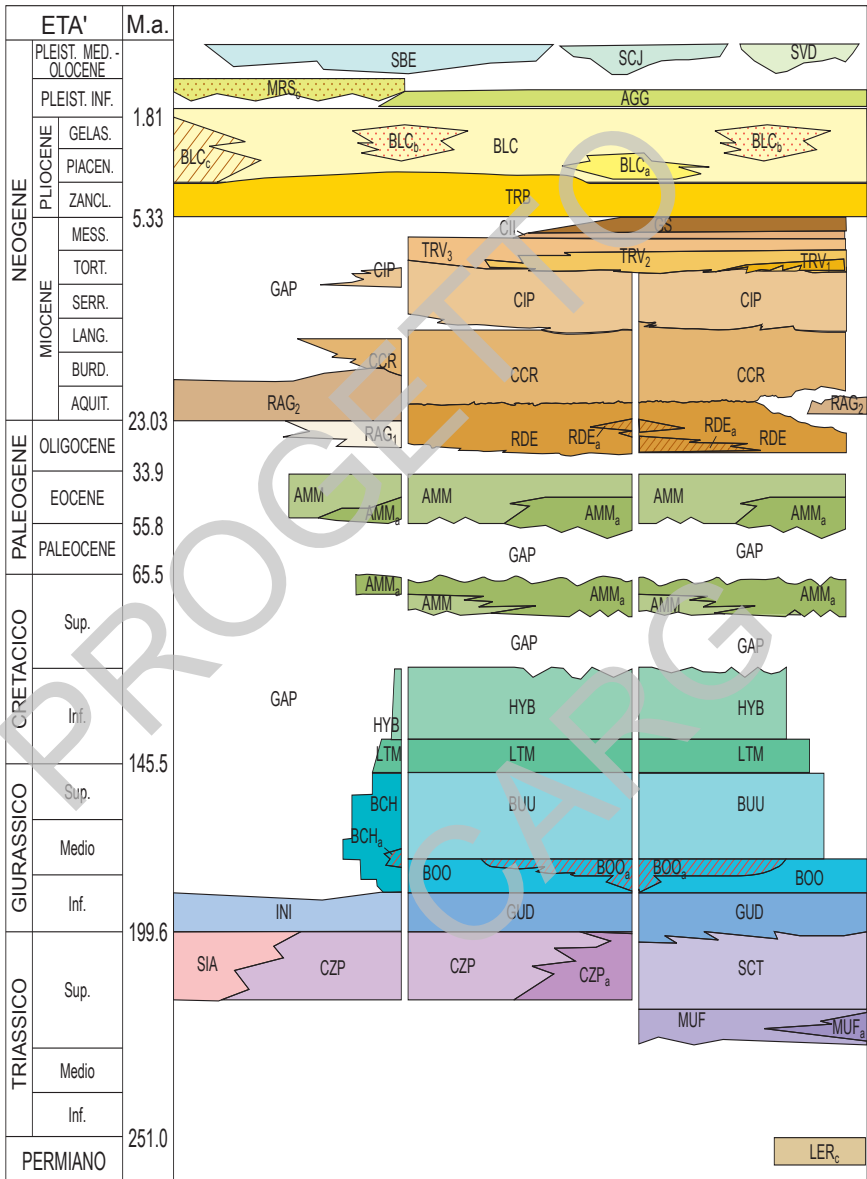 ETA' M.a.
PLEIST. MED. - OLOCENE
SBE SCJ SVD
PLEIST. INF.
MRSc AGG
1.81
NEOGENE
PLIOCENE
GELAS.
PIACEN.
ZANCL.
BLCc BLCb BLC BLCa BLCb
TRB
5.33
MIOCENE
MESS.
TORT.
SERR.
LANG.
BURD.
AQUIT.
CII GS
TRV3 TRV2 TRV1
GAP CIP CIP CIP
CCR CCR CCR
RAG2 RAG2
23.03
PALEOGENE
OLIGOCENE
RAG1 RDE RDEa RDEa RDE
33.9
EOCENE
AMM AMM AMM
AMMa AMMa AMMa
55.8
PALEOCENE
GAP GAP
65.5
CRETACICO
Sup.
AMMa AMM AMMa AMM AMMa
GAP GAP
Inf.
GAP HYB HYB HYB
LTM LTM LTM
145.5
GIURASSICO
Sup.
BCH BUU BUU
Medio
BCHa BOO BOOa BOOa BOO
Inf.
INI GUD GUD
199.6
TRIASSICO
Sup.
SIA CZP CZP CZPa SCT
MUF MUFa
Medio
Inf.
251.0
PERMIANO
LERc
PROGETTO
CARG